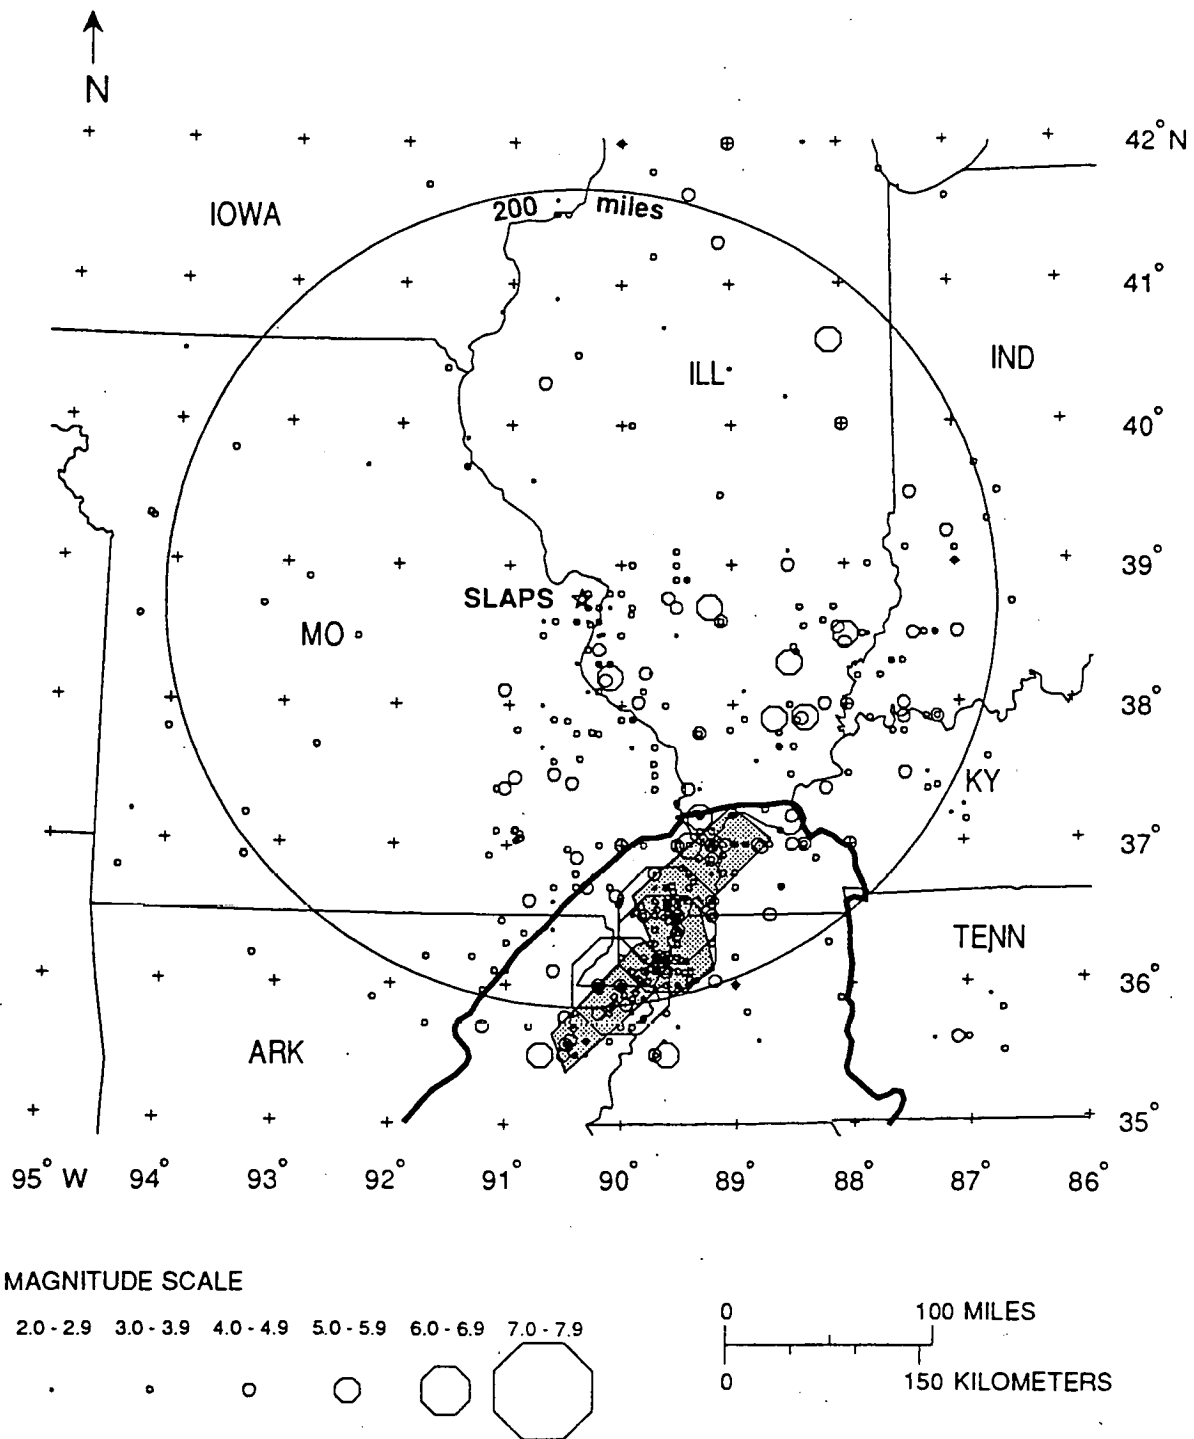 N
42° N
IOWA
200 miles
41°
ILL
IND
40°
39°
SLAPS
MO
38°
KY
37°
TENN
36°
ARK
35°
95° W 94° 93° 92° 91° 90° 89° 88° 87° 86°
MAGNITUDE SCALE
2.0 - 2.9 3.0 - 3.9 4.0 - 4.9 5.0 - 5.9 6.0 - 6.9 7.0 - 7.9
0 100 MILES
0 150 KILOMETERS